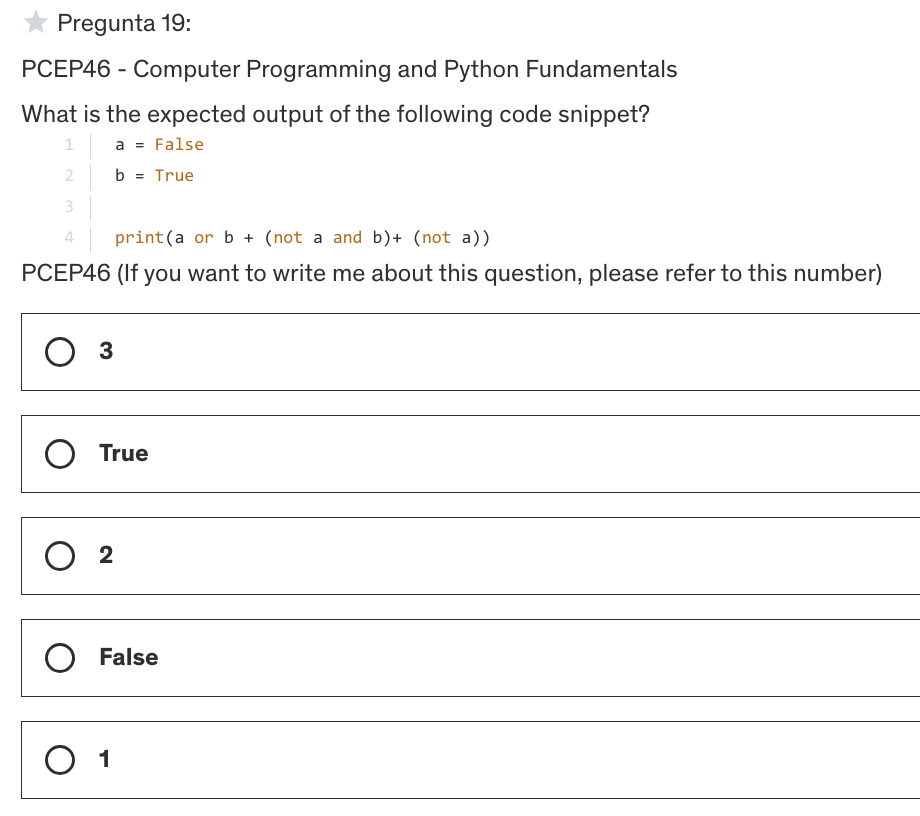 Pregunta 19:
PCEP46 - Computer Programming and Python Fundamentals
What is the expected output of the following code snippet?
1 a = False
2 b = True
3
4 print(a or b + (not a and b)+ (not a))
PCEP46 (If you want to write me about this question, please refer to this number)
3
True
2
False
1